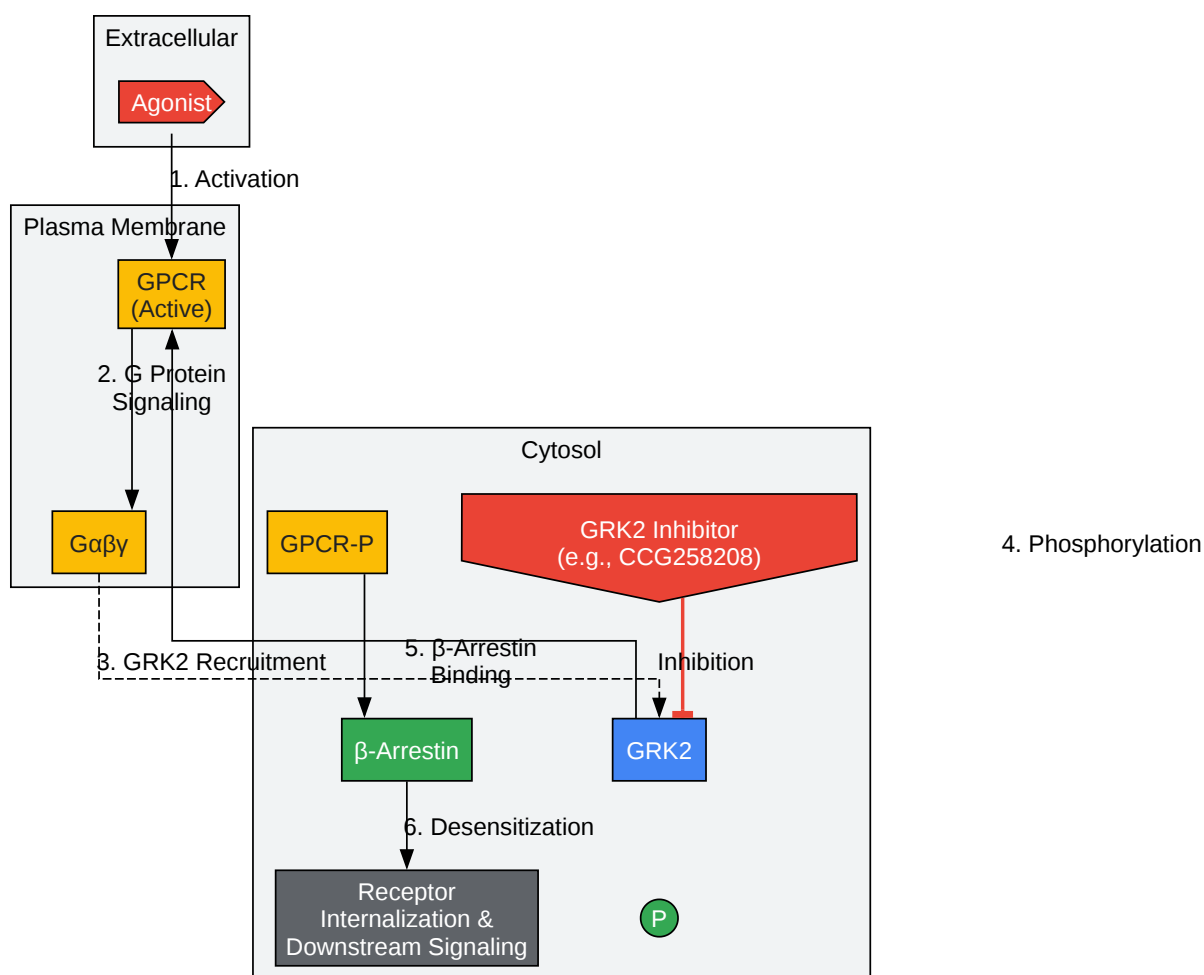 Extracellular
Agonist
1. Activation
Plasma Membrane
GPCR
(Active)
2. G Protein
Signaling
Gαβγ
Cytosol
GPCR-P
GRK2 Inhibitor
(e.g., CCG258208)
4. Phosphorylation
3. GRK2 Recruitment
5. β-Arrestin
Binding
Inhibition
β-Arrestin
GRK2
6. Desensitization
Receptor
Internalization &
Downstream Signaling
P